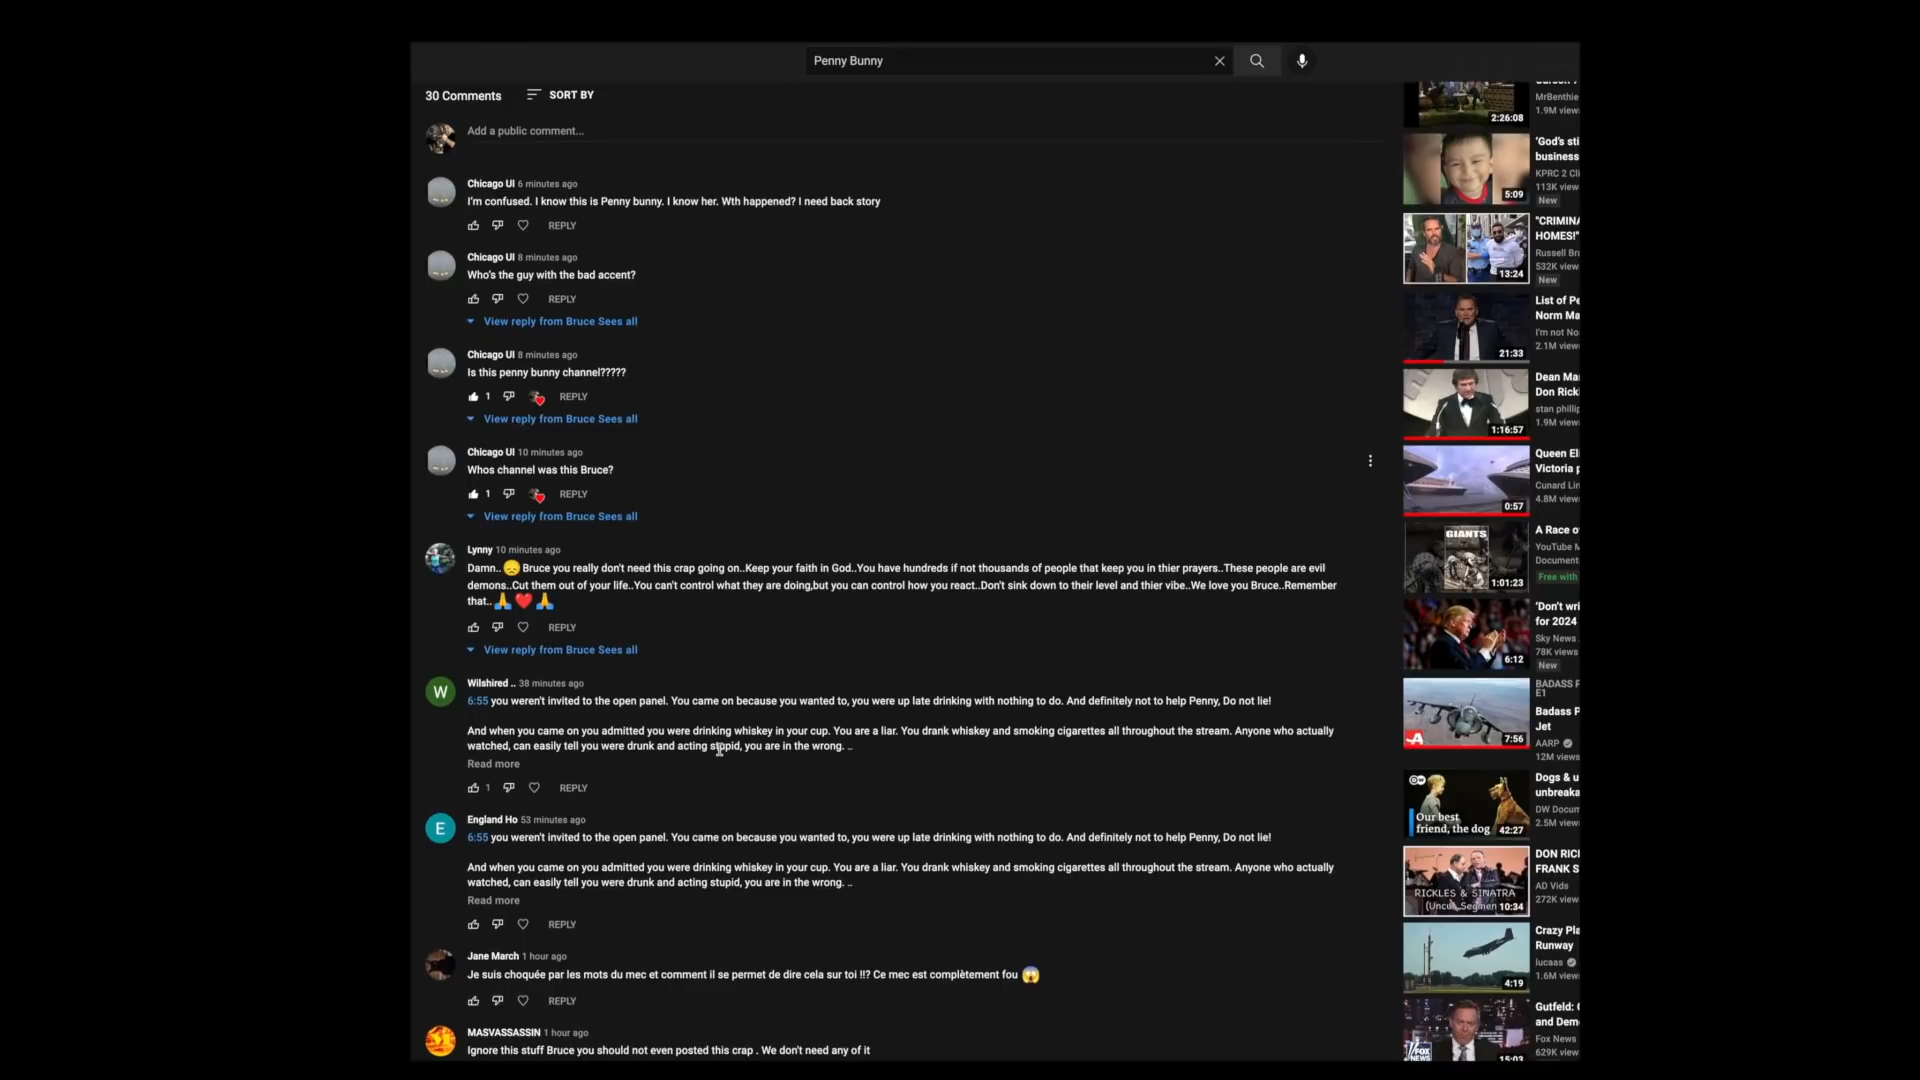 Penny Bunny
30 Comments
SORT BY
Add a public comment...
Chicago UI 6 minutes ago
I'm confused. I know this is Penny bunny. I know her. Wth happened? I need back story
REPLY
Chicago UI 8 minutes ago
Who's the guy with the bad accent?
REPLY
View reply from Bruce Sees all
Chicago UI 8 minutes ago
Is this penny bunny channel?????
1 REPLY
View reply from Bruce Sees all
Chicago UI 10 minutes ago
Whos channel was this Bruce?
1 REPLY
View reply from Bruce Sees all
Lynny 10 minutes ago
Damn.. 😞 Bruce you really don't need this crap going on..Keep your faith in God..You have hundreds if not thousands of people that keep you in thier prayers..These people are evil
demons..Cut them out of your life..You can't control what they are doing,but you can control how you react..Don't sink down to their level and thier vibe..We love you Bruce..Remember
that.. 🙏 ❤️ 🙏
REPLY
View reply from Bruce Sees all
W
Wilshired .. 38 minutes ago
6:55 you weren't invited to the open panel. You came on because you wanted to, you were up late drinking with nothing to do. And definitely not to help Penny, Do not lie!
And when you came on you admitted you were drinking whiskey in your cup. You are a liar. You drank whiskey and smoking cigarettes all throughout the stream. Anyone who actually
watched, can easily tell you were drunk and acting stupid, you are in the wrong. ..
Read more
1 REPLY
E
England Ho 53 minutes ago
6:55 you weren't invited to the open panel. You came on because you wanted to, you were up late drinking with nothing to do. And definitely not to help Penny, Do not lie!
And when you came on you admitted you were drinking whiskey in your cup. You are a liar. You drank whiskey and smoking cigarettes all throughout the stream. Anyone who actually
watched, can easily tell you were drunk and acting stupid, you are in the wrong. ..
Read more
REPLY
Jane March 1 hour ago
Je suis choquée par les mots du mec et comment il se permet de dire cela sur toi !!? Ce mec est complètement fou 😱
REPLY
MASVASSASSIN 1 hour ago
Ignore this stuff Bruce you should not even posted this crap . We don't need any of it
MrBenthie
1.9M view
2:26:08
'God's sti
business
KPRC 2 Cli
113K views
New
5:09
"CRIMINA
HOMES!"
Russell Bra
532K view
New
13:24
List of Pe
Norm Ma
I'm not No
2.1M view
21:33
Dean Mar
Don Rickl
stan phillip
1.9M view
1:16:57
Queen Eli
Victoria p
Cunard Lin
4.8M view
0:57
A Race o
YouTube M
Document
Free with
GIANTS
1:01:23
'Don't wri
for 2024
Sky News
78K views
New
6:12
BADASS P
E1
Badass P
Jet
AARP
12M views
7:56
Dogs & u
unbreaka
DW Docum
2.5M view
Our best
friend, the dog
42:27
DON RICK
FRANK S
AD Vids
272K view
RICKLES & SINATRA
(Uncut Segmen
10:34
Crazy Pla
Runway
lucaas
1.6M view
4:19
Gutfeld: 
and Dem
Fox News
629K view
FOX
NEWS
15:03